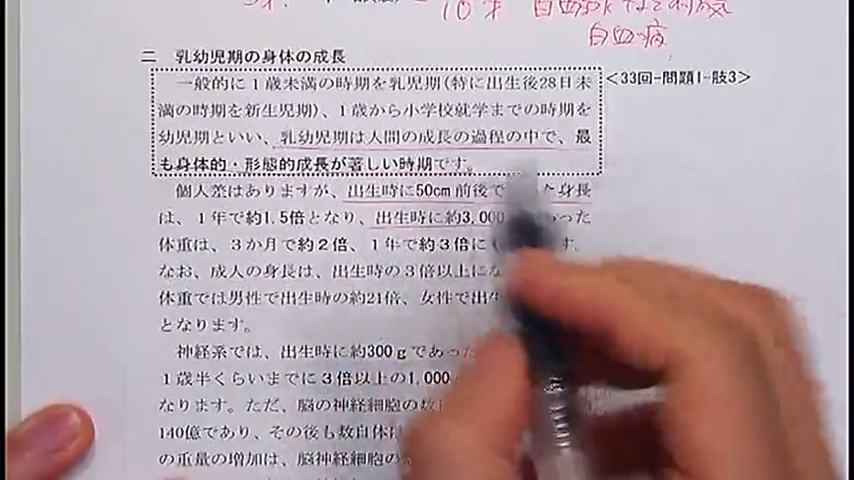 10才 白血病
二 乳幼児期の身体の成長
一般的に1歳未満の時期を乳児期(特に出生後28日未
満の時期を新生児期)、1歳から小学校就学までの時期を
幼児期といい、乳幼児期は人間の成長の過程の中で、最
も身体的・形態的成長が著しい時期です。
<33回-問題1-肢3>
個人差はありますが、出生時に50cm前後で た身長
は、1年で約1.5倍となり、出生時に約3,000 った
体重は、3か月で約2倍、1年で約3倍に す。
なお、成人の身長は、出生時の3倍以上にな
体重では男性で出生時の約21倍、女性で出生
となります。
神経系では、出生時に約300gであった
1歳半くらいまでに3倍以上の1,000
なります。ただ、脳の神経細胞の数
140億であり、その後も数自体は
の重量の増加は、脳神経細胞の